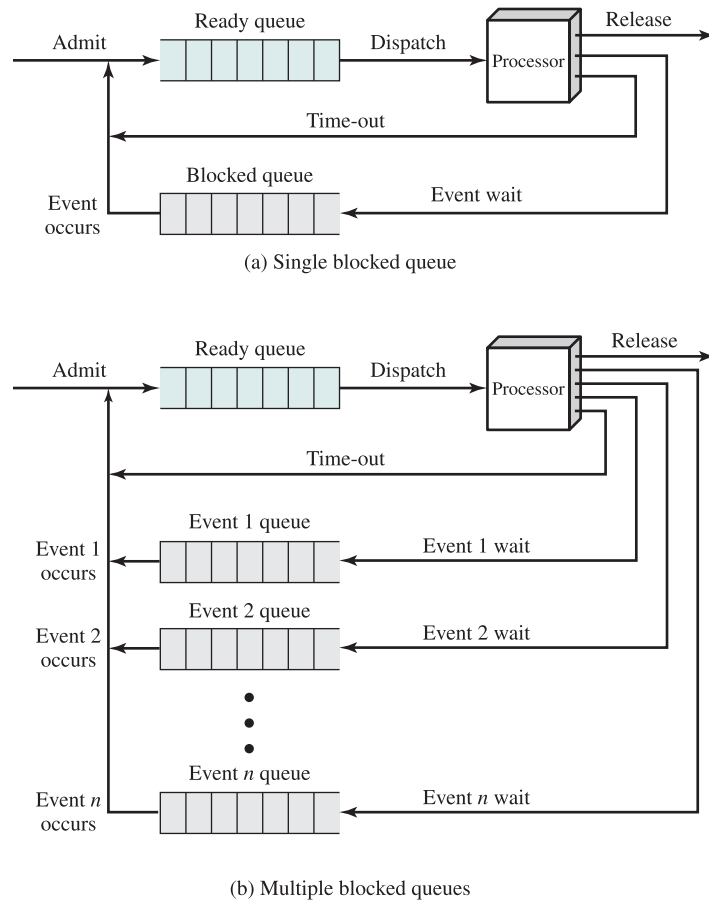 Ready queue
Release
Admit
Dispatch
Processor
Time-out
Blocked queue
Event wait
Event
occurs
(a) Single blocked queue
Ready queue
Release
Admit
Dispatch
Processor
Time-out
Event 1 queue
Event 1 wait
Event 1
occurs
Event 2 queue
Event 2 wait
Event 2
occurs
Event n queue
Event n wait
Event n
occurs
(b) Multiple blocked queues